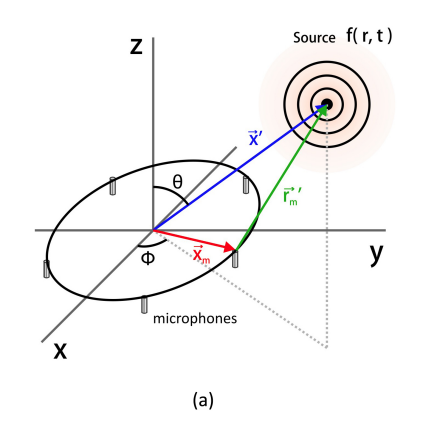 Source f( r, t )
z
x⃗'
θ
r⃗ₘ'
Φ
x⃗ₘ
y
microphones
x
(a)